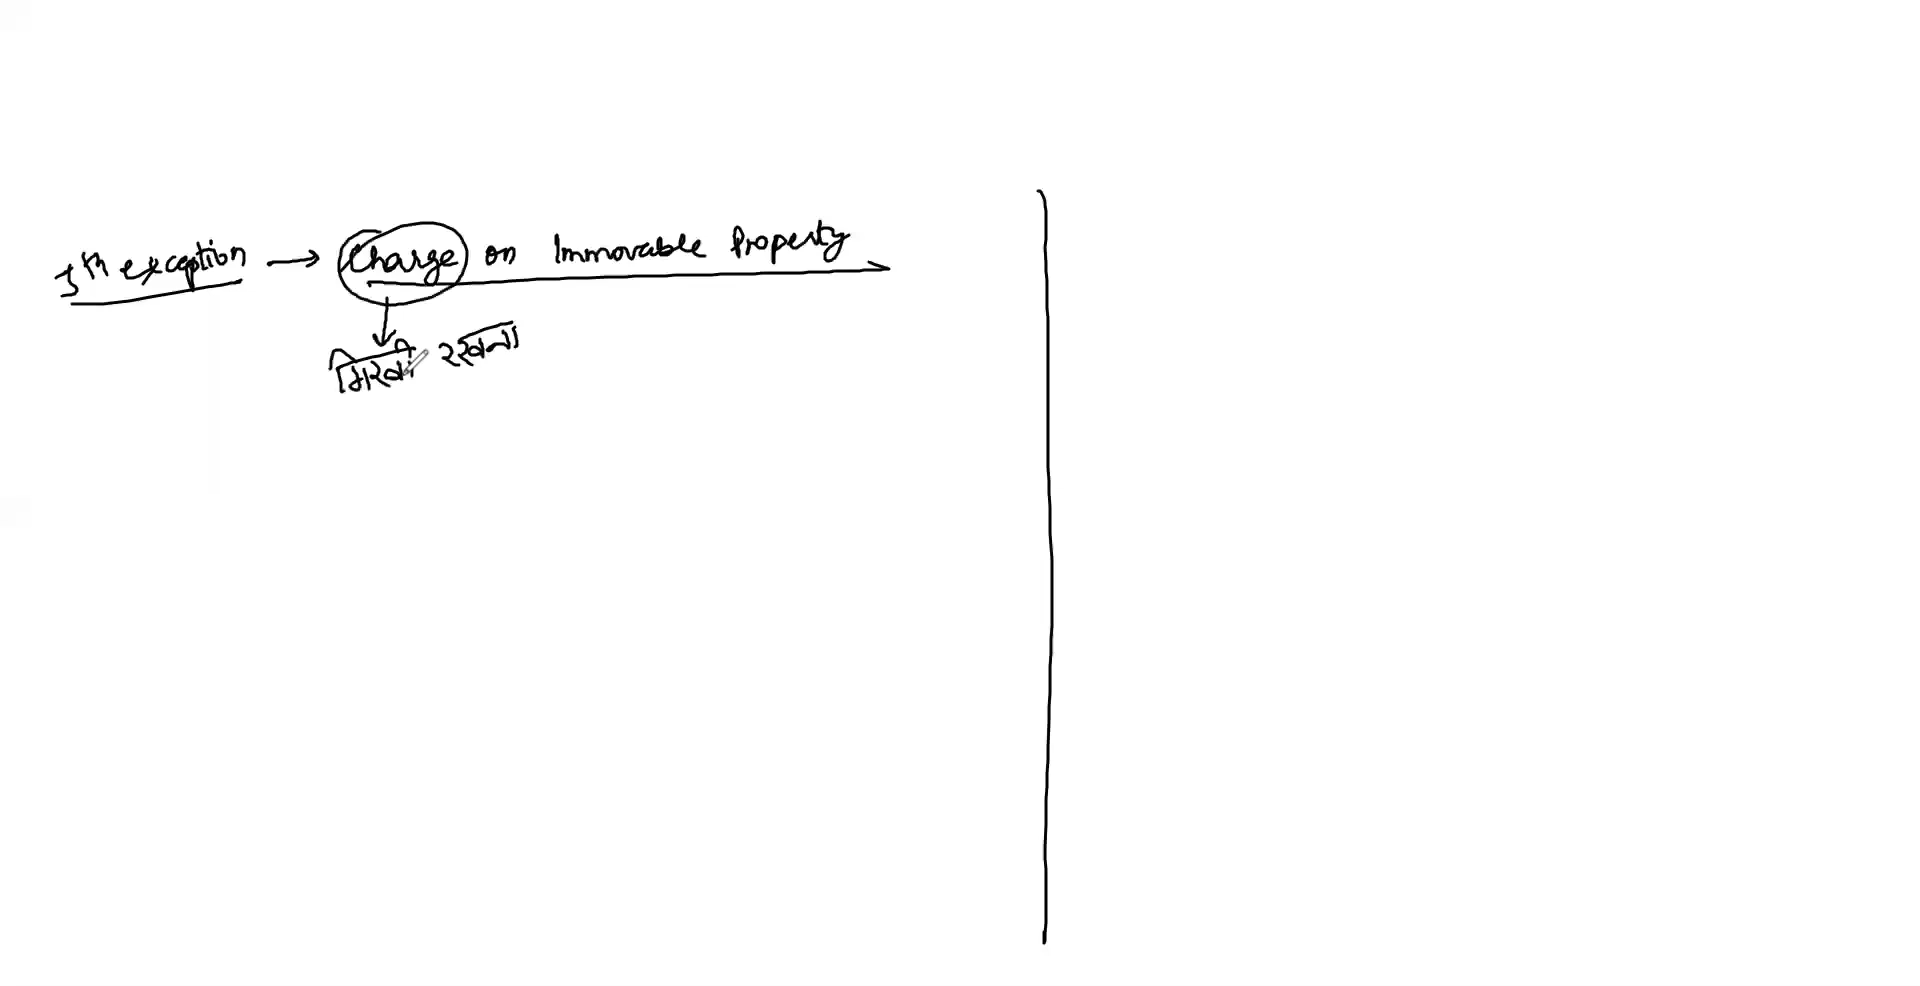 5th exception → Charge on Immovable Property
गिरवी रखना